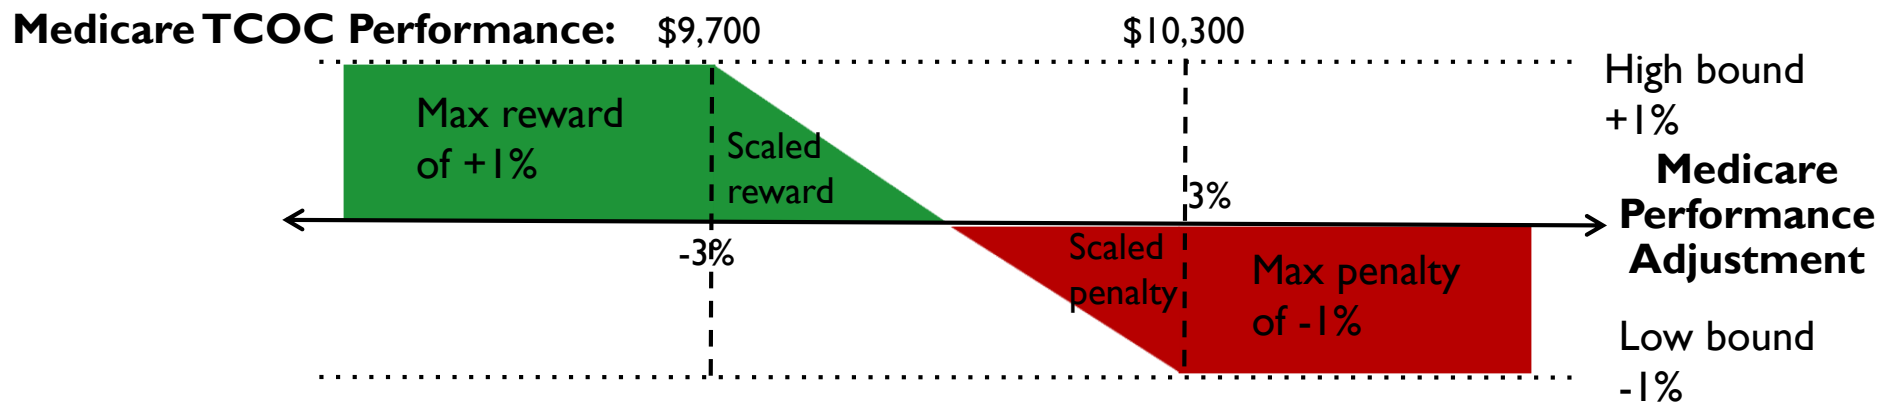 Medicare TCOC Performance:
$9,700
$10,300
High bound
+1%
Max reward
of +1%
Scaled
reward
3%
Medicare
Performance
Adjustment
-3%
Scaled
penalty
Max penalty
of -1%
Low bound
-1%